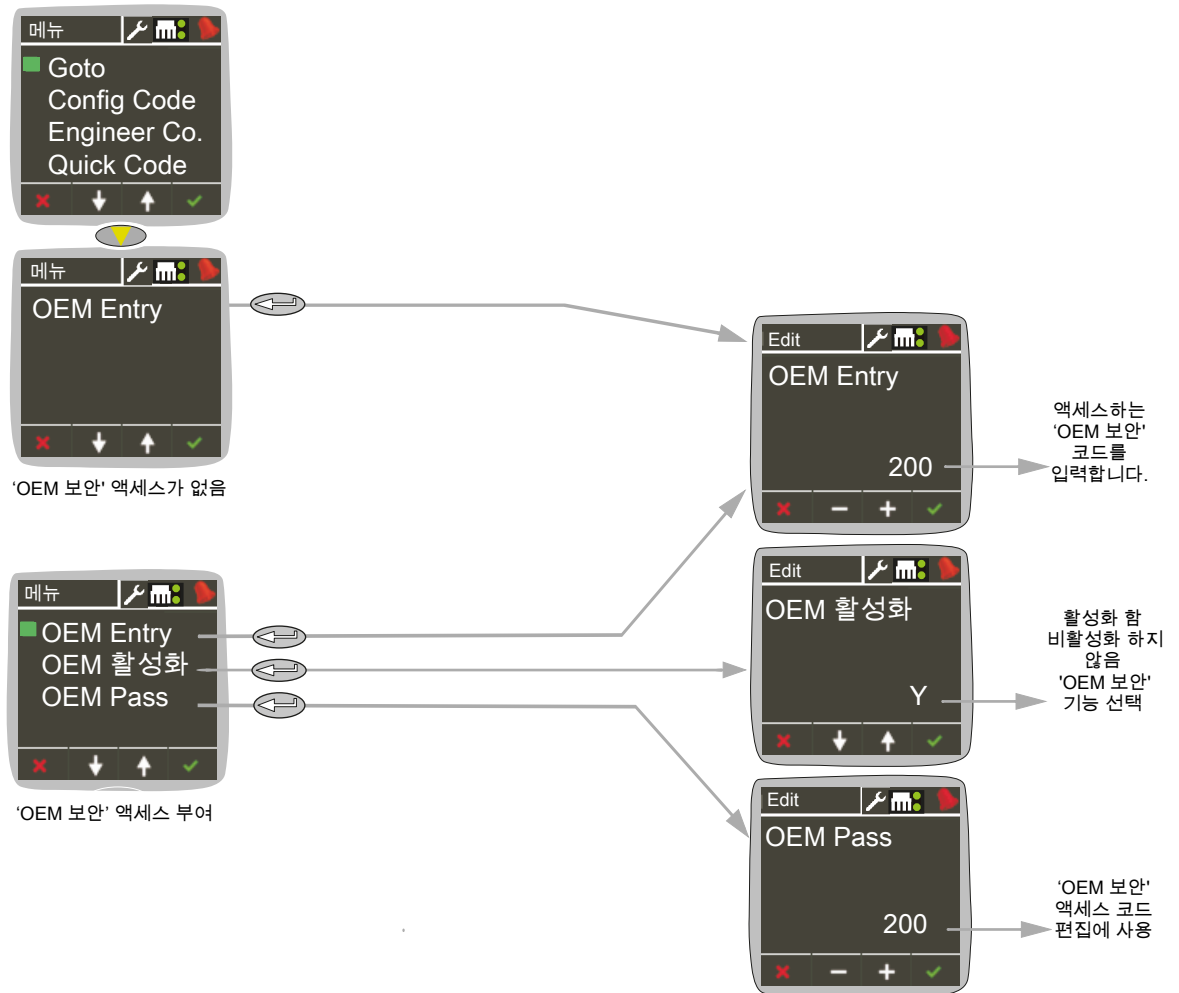 메뉴
Goto
Config Code
Engineer Co.
Quick Code
메뉴
OEM Entry
‘OEM 보안' 액세스가 없음
Edit
OEM Entry
200
액세스하는
‘OEM 보안'
코드를
입력합니다.
메뉴
OEM Entry
OEM 활성화
OEM Pass
‘OEM 보안’ 액세스 부여
Edit
OEM 활성화
Y
활성화 함
비활성화 하지
않음
'OEM 보안'
기능 선택
Edit
OEM Pass
200
‘OEM 보안'
액세스 코드
편집에 사용